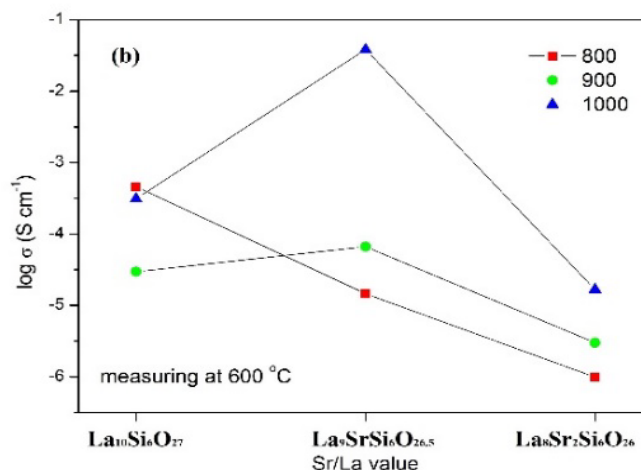 (b)
800
900
1000
-1
-2
-3
-4
-5
-6
log σ (S cm⁻¹)
measuring at 600 °C
La₁₀Si₆O₂₇ La₉SrSi₆O₂₆.₅ La₈Sr₂Si₆O₂₆
Sr/La value